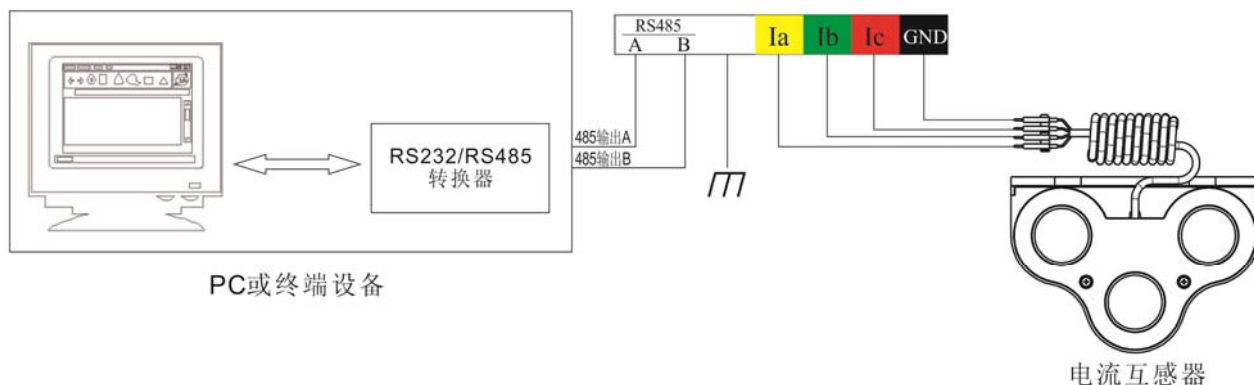 RS485
A B
Ia Ib Ic GND
485输出A
485输出B
RS232/RS485
转换器
PC或终端设备
电流互感器